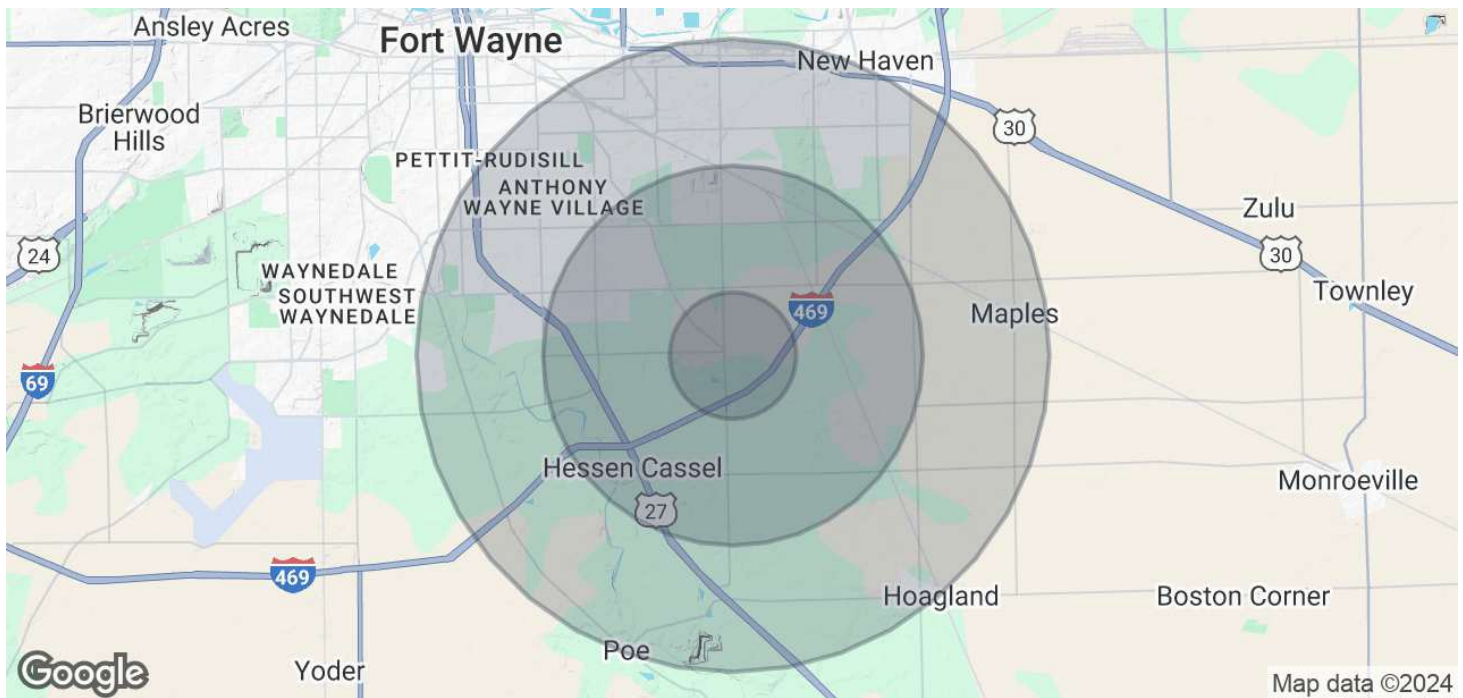 Ansley Acres
Fort Wayne
New Haven
Brierwood
Hills
30
PETTIT-RUDISILL
ANTHONY
WAYNE VILLAGE
Zulu
24
30
WAYNEDALE
SOUTHWEST
WAYNEDALE
Townley
469
Maples
69
Hessen Cassel
Monroeville
27
469
Hoagland
Boston Corner
Poe
Yoder
Google
Map data ©2024